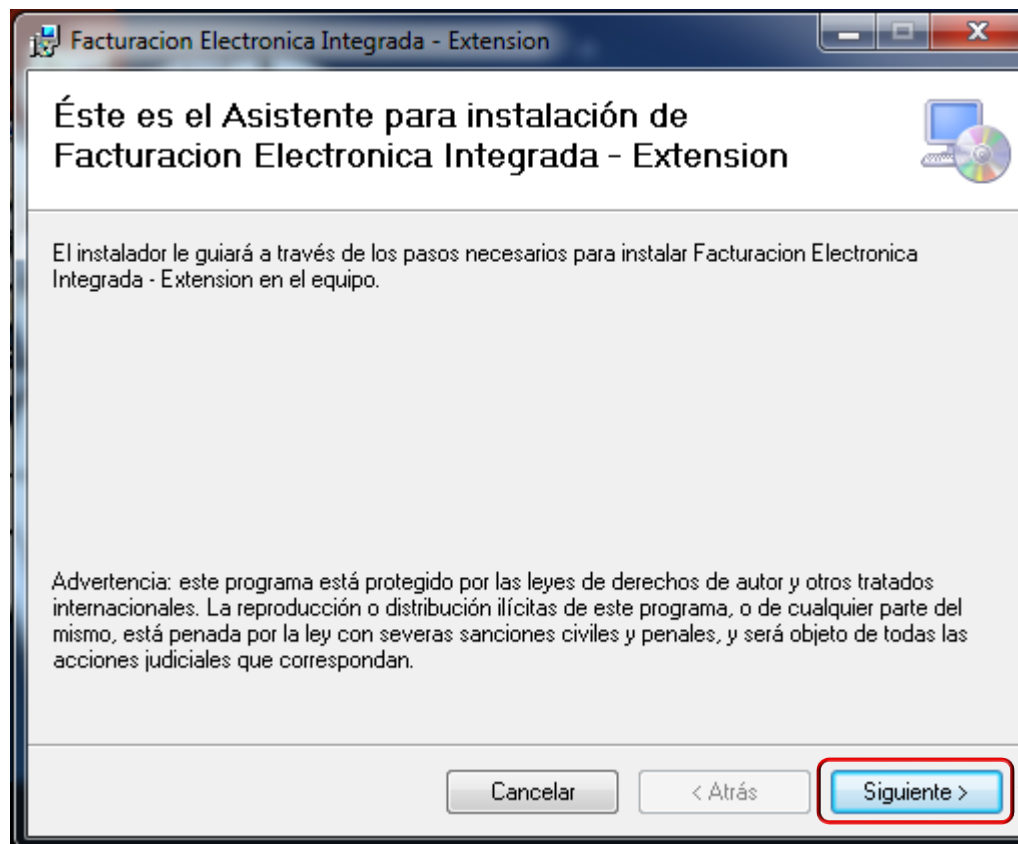 Facturacion Electronica Integrada - Extension
Éste es el Asistente para instalación de
Facturacion Electronica Integrada - Extension
El instalador le guiará a través de los pasos necesarios para instalar Facturacion Electronica
Integrada - Extension en el equipo.
Advertencia: este programa está protegido por las leyes de derechos de autor y otros tratados
internacionales. La reproducción o distribución ilícitas de este programa, o de cualquier parte del
mismo, está penada por la ley con severas sanciones civiles y penales, y será objeto de todas las
acciones judiciales que correspondan.
Cancelar
< Atrás
Siguiente >